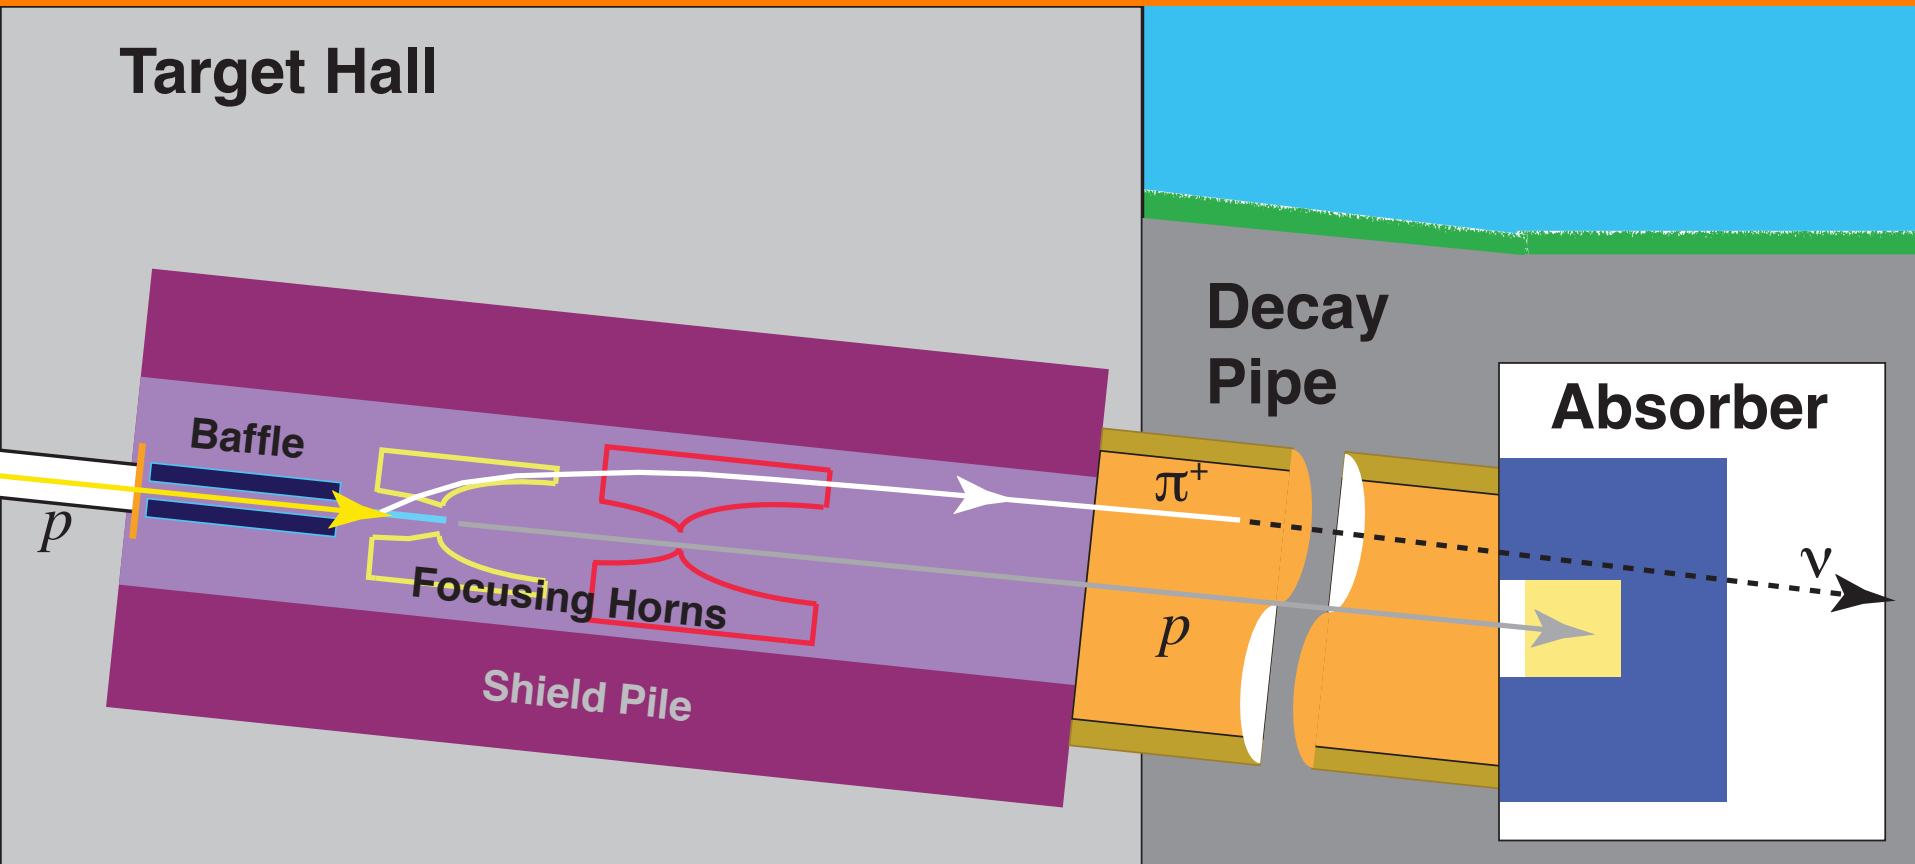 Target Hall
Decay
Pipe
Absorber
Baffle
π+
p
ν
Focusing Horns
p
Shield Pile